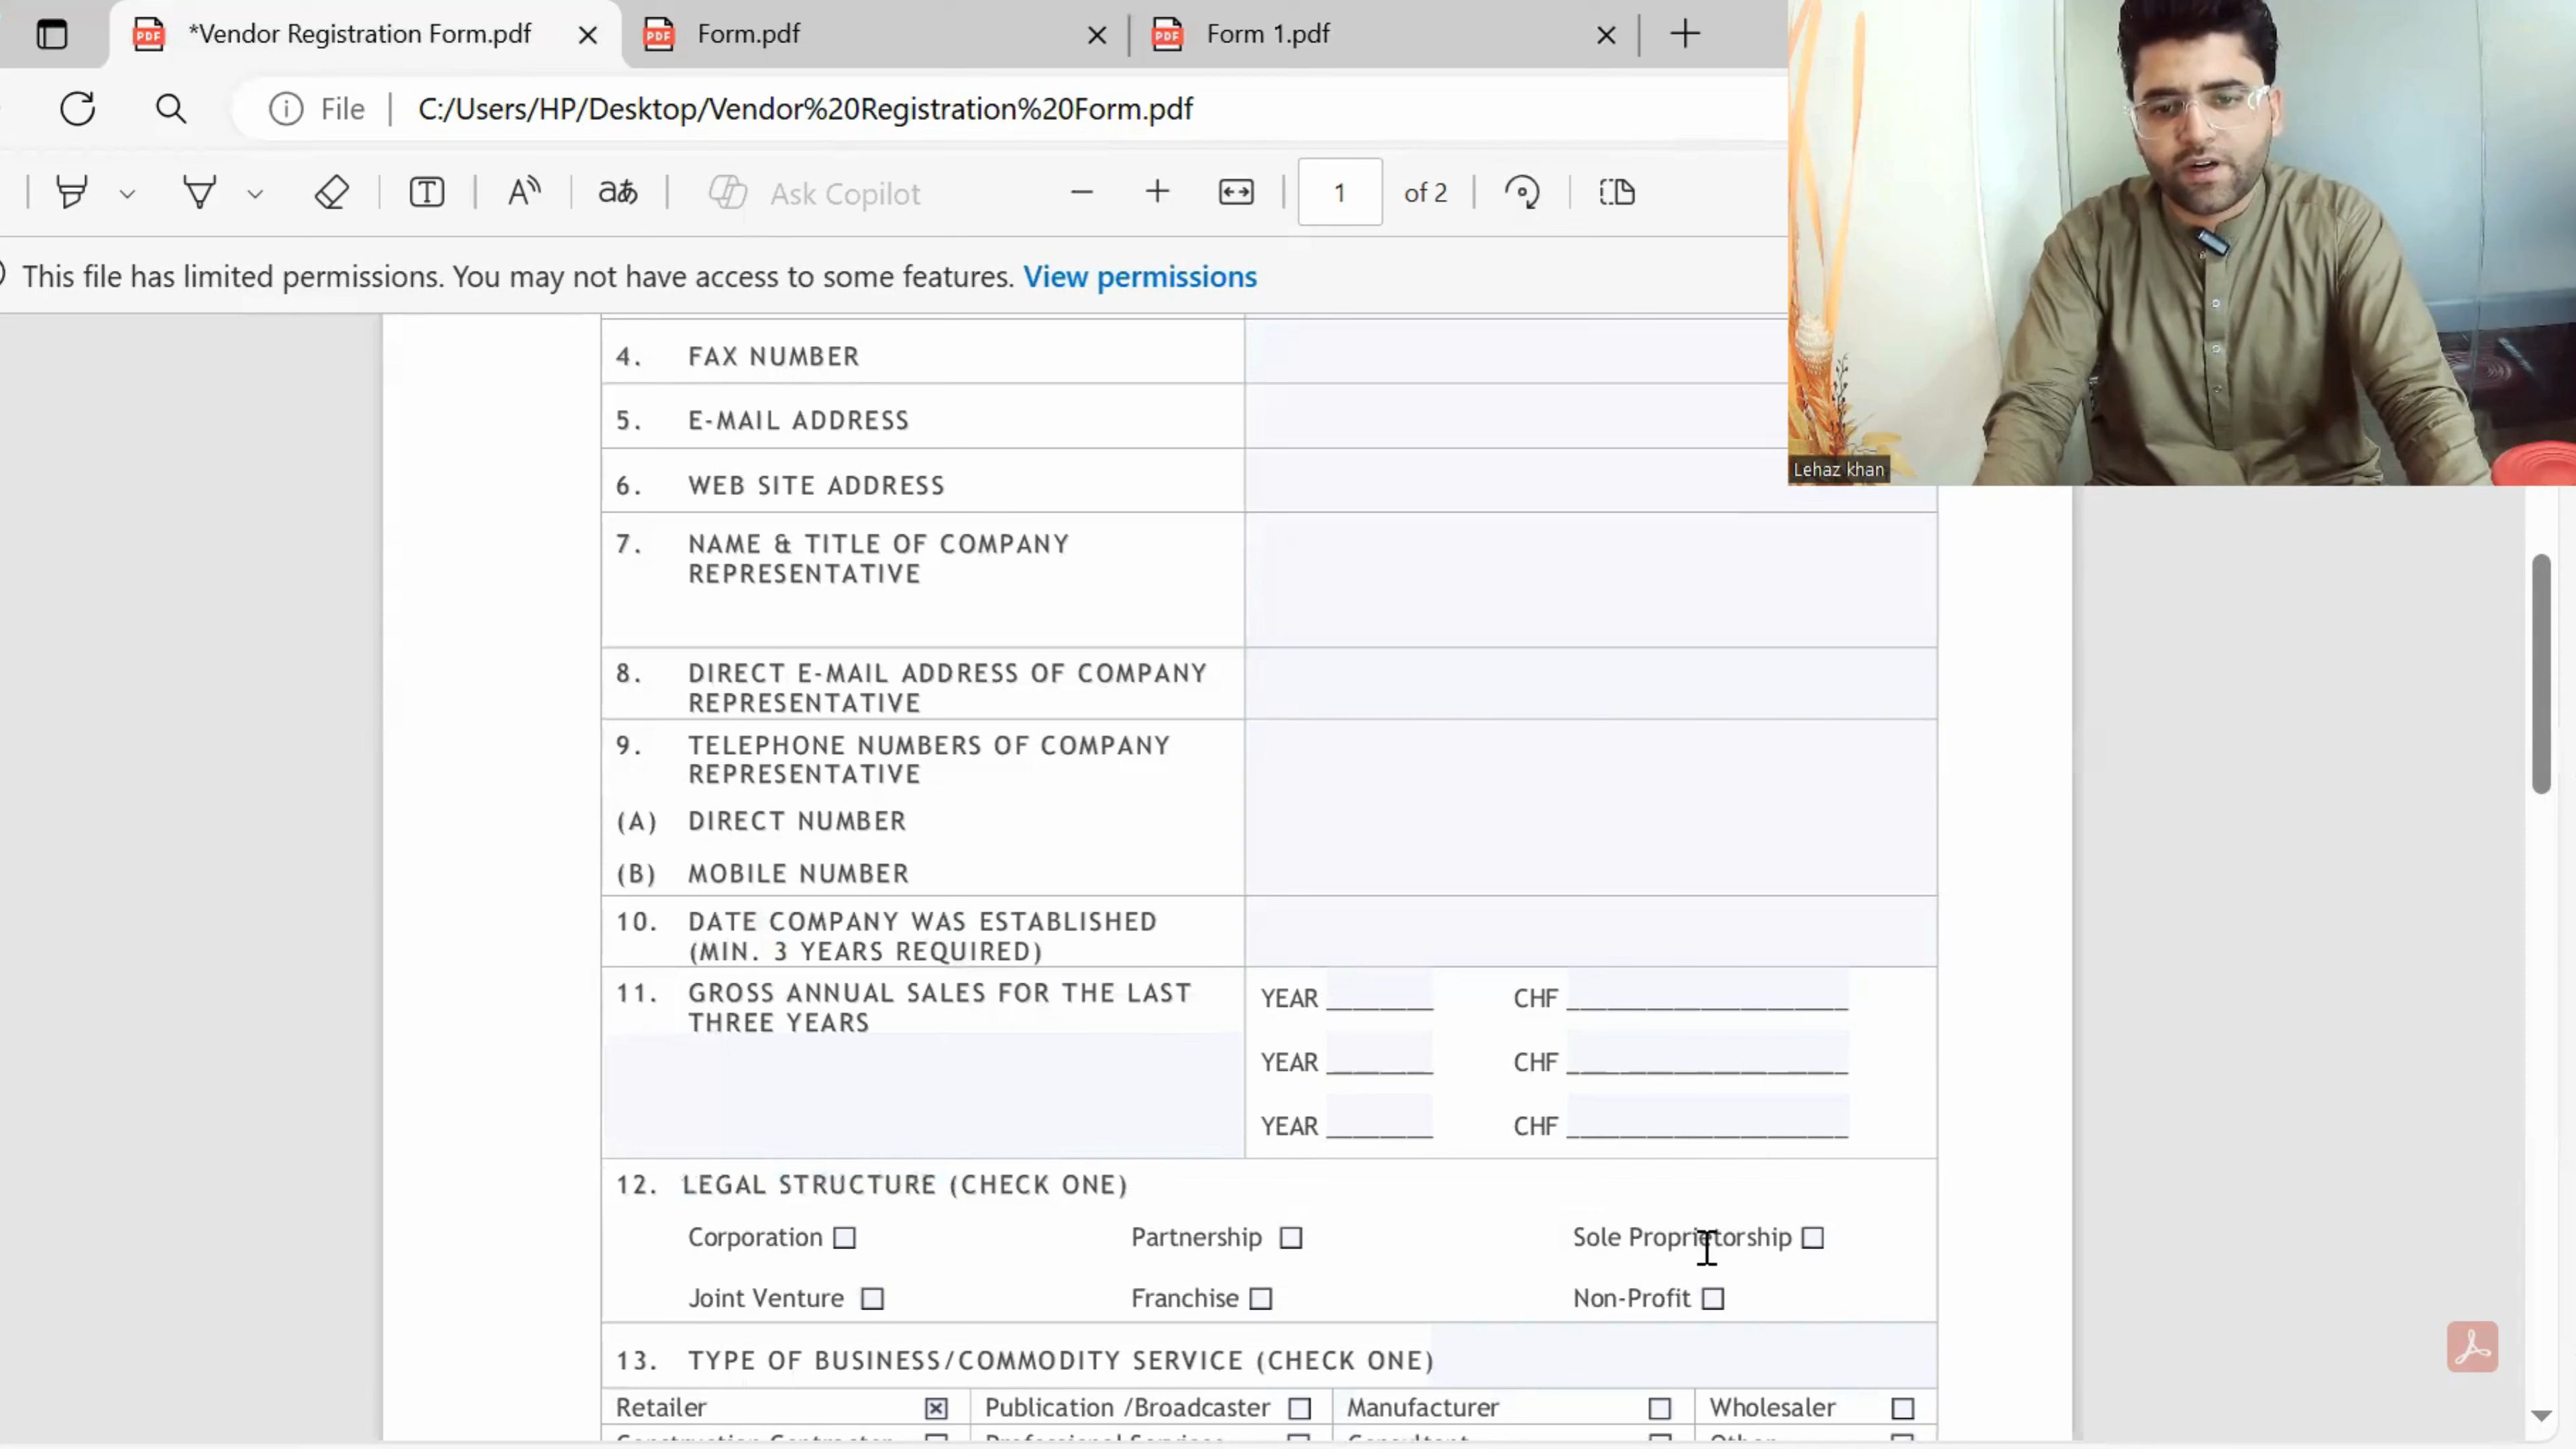 *Vendor Registration Form.pdf
Form.pdf
Form 1.pdf
File
C:/Users/HP/Desktop/Vendor%20Registration%20Form.pdf
Ask Copilot
1 of 2
This file has limited permissions. You may not have access to some features. View permissions
Lehaz khan
4. FAX NUMBER
5. E-MAIL ADDRESS
6. WEB SITE ADDRESS
7. NAME & TITLE OF COMPANY
REPRESENTATIVE
8. DIRECT E-MAIL ADDRESS OF COMPANY
REPRESENTATIVE
9. TELEPHONE NUMBERS OF COMPANY
REPRESENTATIVE
(A) DIRECT NUMBER
(B) MOBILE NUMBER
10. DATE COMPANY WAS ESTABLISHED
(MIN. 3 YEARS REQUIRED)
11. GROSS ANNUAL SALES FOR THE LAST
THREE YEARS
YEAR ________ CHF _____________________
YEAR ________ CHF _____________________
YEAR ________ CHF _____________________
12. LEGAL STRUCTURE (CHECK ONE)
Corporation ☐ Partnership ☐ Sole Proprietorship ☐
Joint Venture ☐ Franchise ☐ Non-Profit ☐
13. TYPE OF BUSINESS/COMMODITY SERVICE (CHECK ONE)
Retailer ☒ Publication /Broadcaster ☐ Manufacturer ☐ Wholesaler ☐